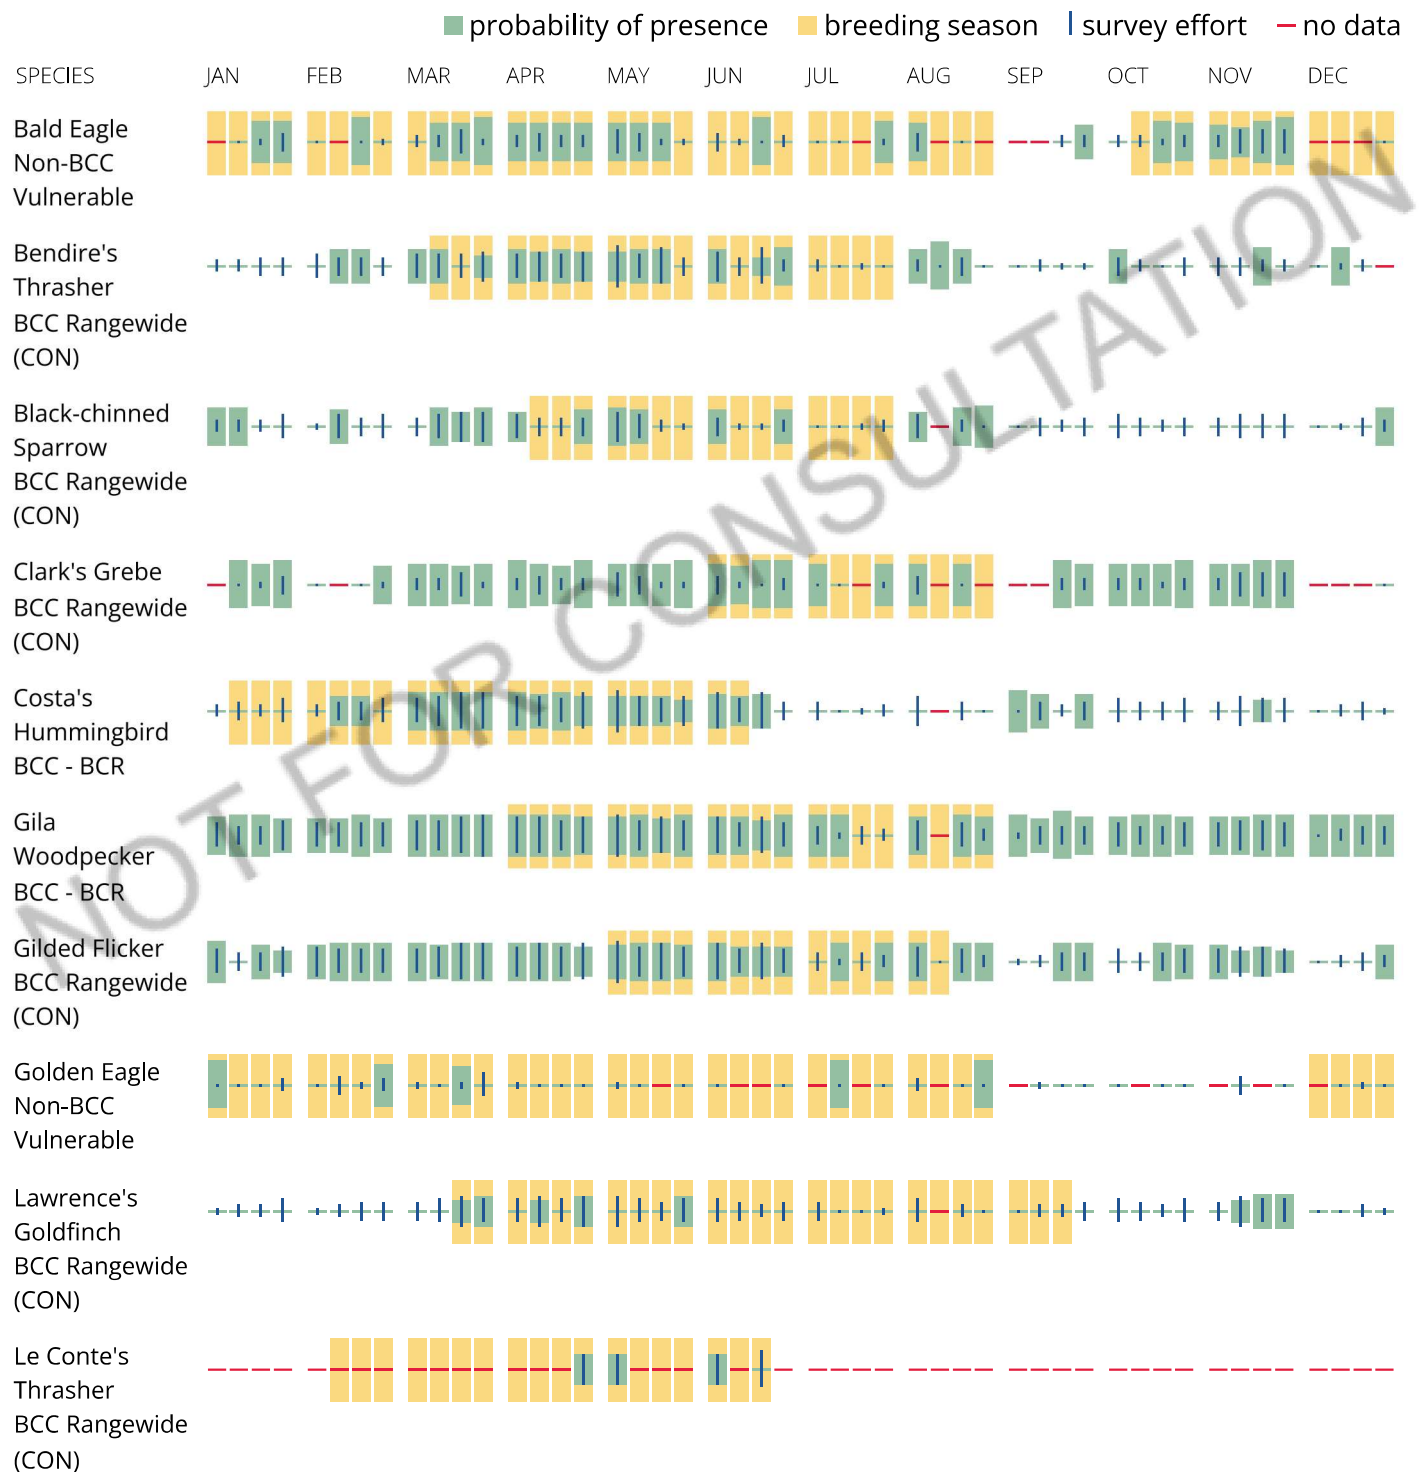 probability of presence breeding season survey effort no data
SPECIES JAN FEB MAR APR MAY JUN JUL AUG SEP OCT NOV DEC
Bald Eagle
Non-BCC
Vulnerable
Bendire's
Thrasher
BCC Rangewide
(CON)
Black-chinned
Sparrow
BCC Rangewide
(CON)
Clark's Grebe
BCC Rangewide
(CON)
Costa's
Hummingbird
BCC - BCR
Gila
Woodpecker
BCC - BCR
Gilded Flicker
BCC Rangewide
(CON)
Golden Eagle
Non-BCC
Vulnerable
Lawrence's
Goldfinch
BCC Rangewide
(CON)
Le Conte's
Thrasher
BCC Rangewide
(CON)
NOT FOR CONSULTATION